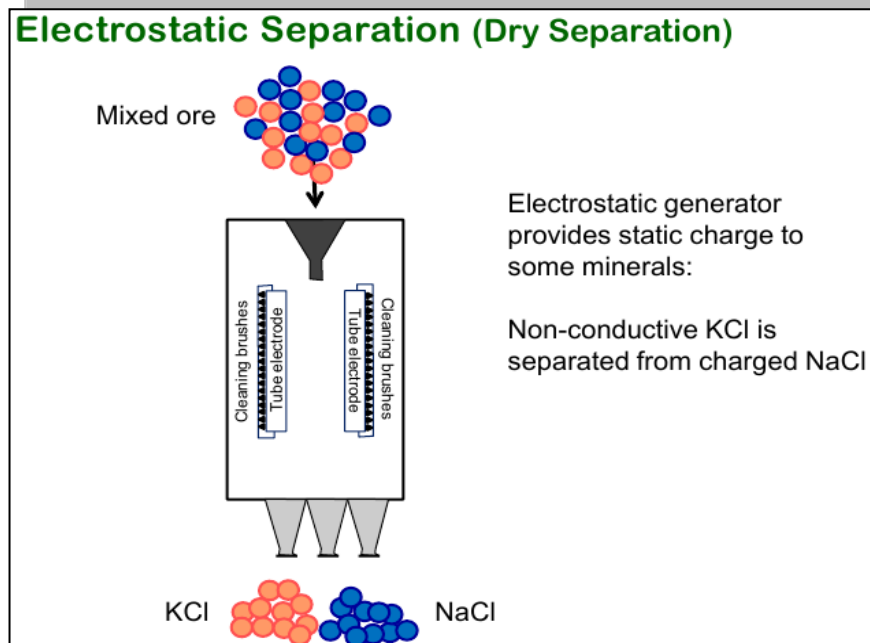 Electrostatic Separation (Dry Separation)
Mixed ore
Electrostatic generator
provides static charge to
some minerals:
Non-conductive KCl is
separated from charged NaCl
Cleaning brushes
Tube electrode
Tube electrode
Cleaning brushes
KCl
NaCl